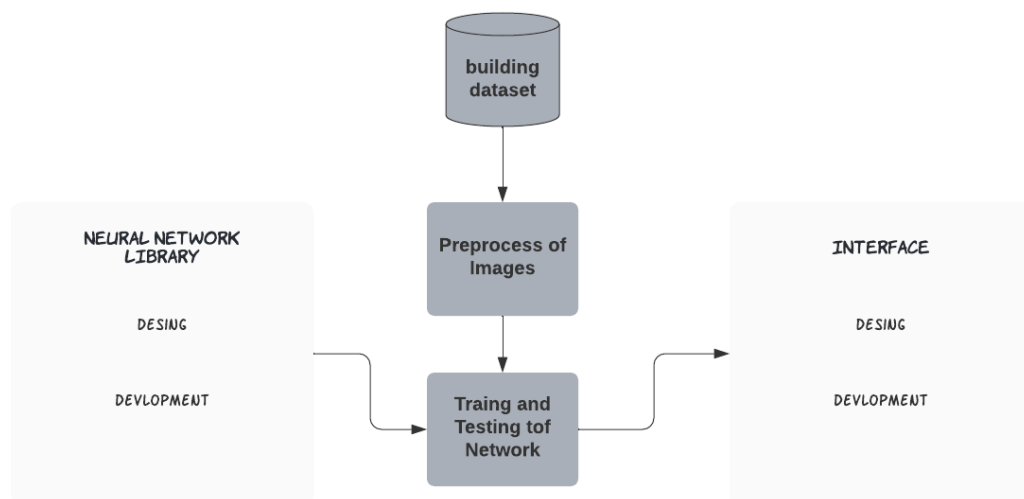 building
dataset
NEURAL NETWORK
LIBRARY
DESING
DEVLOPMENT
Preprocess of
Images
Traing and
Testing tof
Network
INTERFACE
DESING
DEVLOPMENT